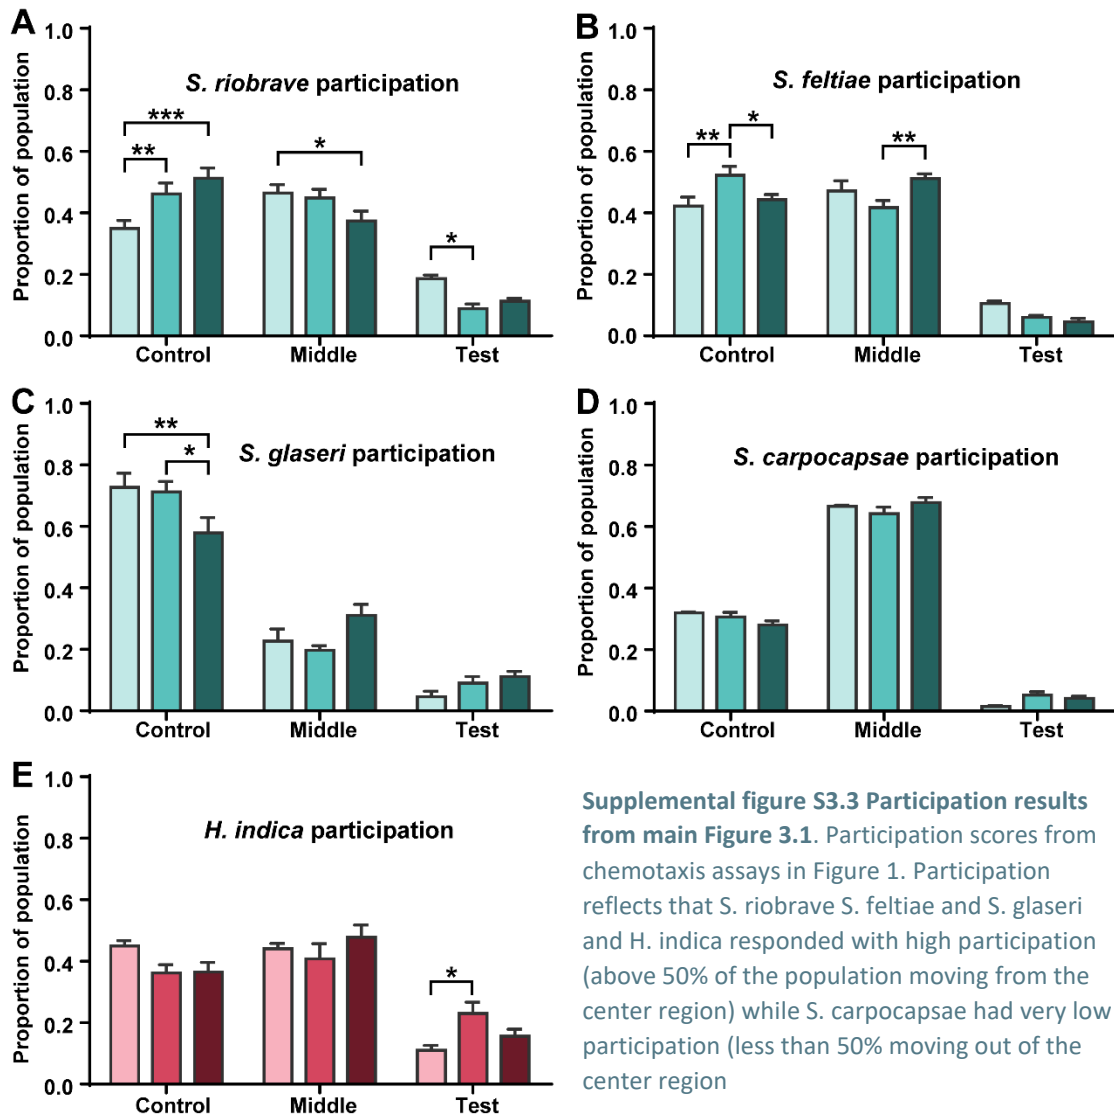 A
S. riobrave participation
Proportion of population
1.0
0.8
0.6
0.4
0.2
0.0
***
**
*
*
Control Middle Test
B
S. feltiae participation
Proportion of population
1.0
0.8
0.6
0.4
0.2
0.0
**
*
**
Control Middle Test
C
S. glaseri participation
Proportion of population
1.0
0.8
0.6
0.4
0.2
0.0
**
*
Control Middle Test
D
S. carpocapsae participation
Proportion of population
1.0
0.8
0.6
0.4
0.2
0.0
Control Middle Test
E
H. indica participation
Proportion of population
1.0
0.8
0.6
0.4
0.2
0.0
*
Control Middle Test
Supplemental figure S3.3 Participation results
from main Figure 3.1. Participation scores from
chemotaxis assays in Figure 1. Participation
reflects that S. riobrave S. feltiae and S. glaseri
and H. indica responded with high participation
(above 50% of the population moving from the
center region) while S. carpocapsae had very low
participation (less than 50% moving out of the
center region